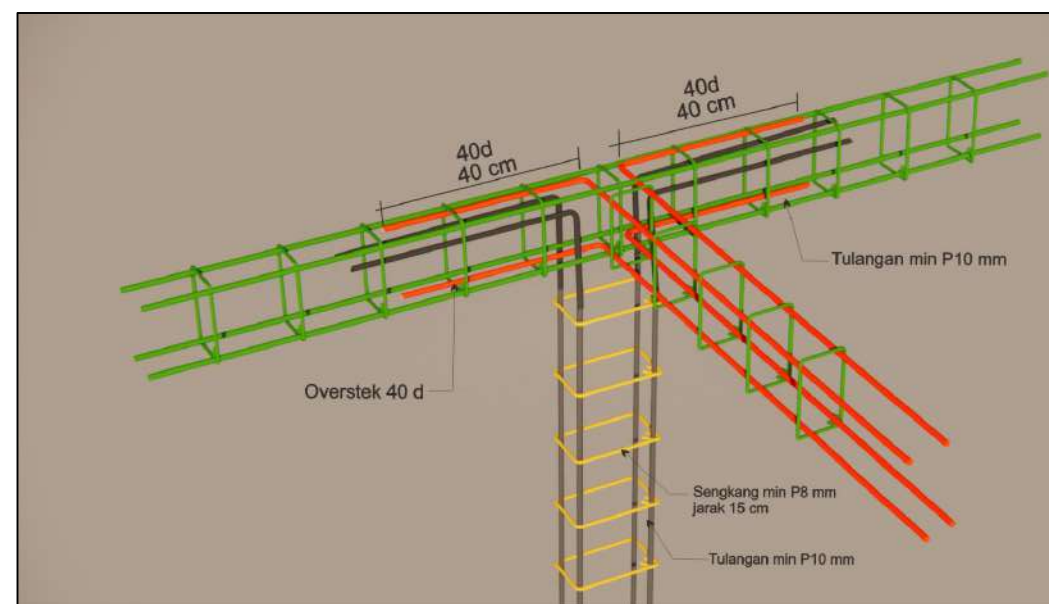 40d
40 cm
40d
40 cm
Tulangan min P10 mm
Overstek 40 d
Sengkang min P8 mm
jarak 15 cm
Tulangan min P10 mm